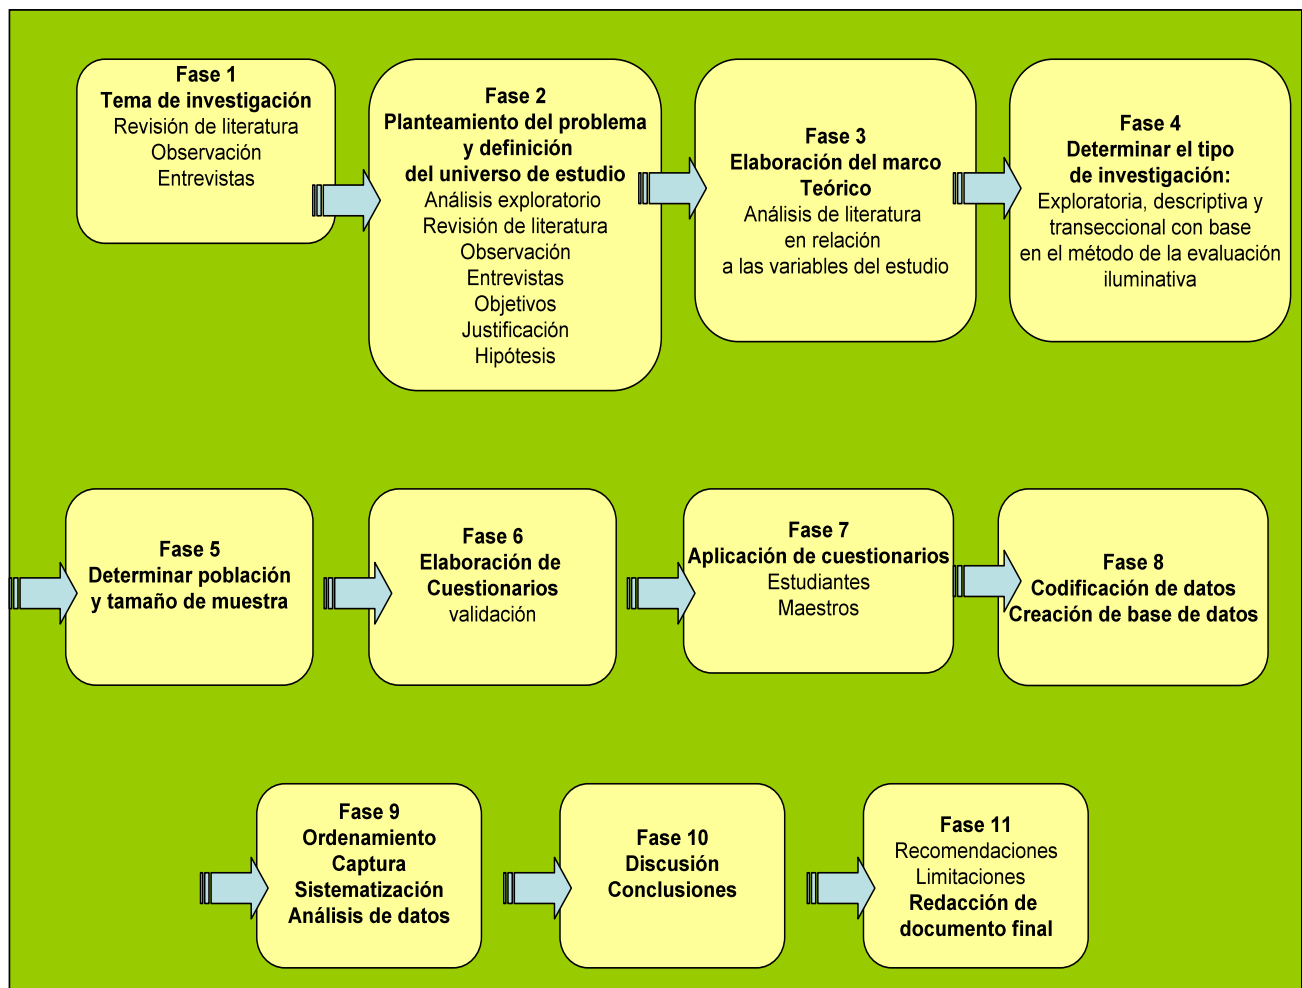 Fase 1
Tema de investigación
Revisión de literatura
Observación
Entrevistas
Fase 2
Planteamiento del problema
y definición
del universo de estudio
Análisis exploratorio
Revisión de literatura
Observación
Entrevistas
Objetivos
Justificación
Hipótesis
Fase 3
Elaboración del marco
Teórico
Análisis de literatura
en relación
a las variables del estudio
Fase 4
Determinar el tipo
de investigación:
Exploratoria, descriptiva y
transeccional con base
en el método de la evaluación
iluminativa
Fase 5
Determinar población
y tamaño de muestra
Fase 6
Elaboración de
Cuestionarios
validación
Fase 7
Aplicación de cuestionarios
Estudiantes
Maestros
Fase 8
Codificación de datos
Creación de base de datos
Fase 9
Ordenamiento
Captura
Sistematización
Análisis de datos
Fase 10
Discusión
Conclusiones
Fase 11
Recomendaciones
Limitaciones
Redacción de
documento final